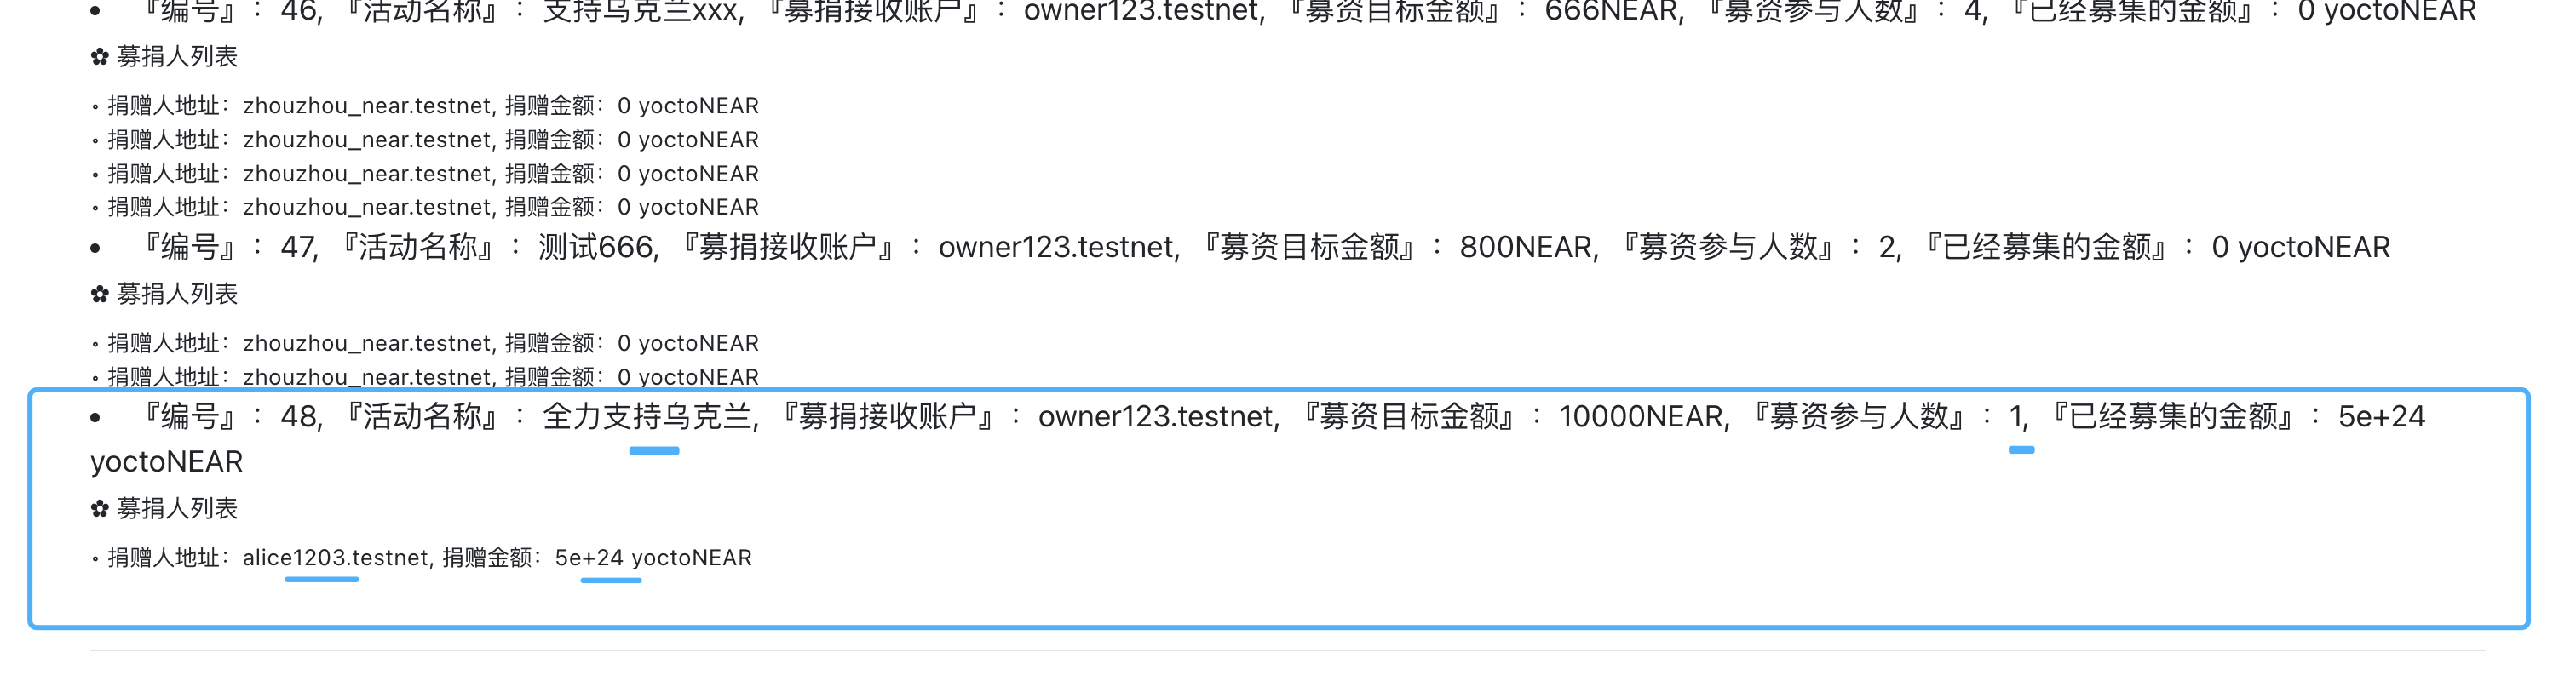 • 『编号』：46, 『活动名称』：支持乌克兰xxx, 『募捐接收账户』：owner123.testnet, 『募资目标金额』：666NEAR, 『募资参与人数』：4, 『已经募集的金额』：0 yoctoNEAR
✿ 募捐人列表
◦ 捐赠人地址：zhouzhou_near.testnet, 捐赠金额：0 yoctoNEAR
◦ 捐赠人地址：zhouzhou_near.testnet, 捐赠金额：0 yoctoNEAR
◦ 捐赠人地址：zhouzhou_near.testnet, 捐赠金额：0 yoctoNEAR
◦ 捐赠人地址：zhouzhou_near.testnet, 捐赠金额：0 yoctoNEAR
• 『编号』：47, 『活动名称』：测试666, 『募捐接收账户』：owner123.testnet, 『募资目标金额』：800NEAR, 『募资参与人数』：2, 『已经募集的金额』：0 yoctoNEAR
✿ 募捐人列表
◦ 捐赠人地址：zhouzhou_near.testnet, 捐赠金额：0 yoctoNEAR
◦ 捐赠人地址：zhouzhou_near.testnet, 捐赠金额：0 yoctoNEAR
• 『编号』：48, 『活动名称』：全力支持乌克兰, 『募捐接收账户』：owner123.testnet, 『募资目标金额』：10000NEAR, 『募资参与人数』：1, 『已经募集的金额』：5e+24
yoctoNEAR
✿ 募捐人列表
◦ 捐赠人地址：alice1203.testnet, 捐赠金额：5e+24 yoctoNEAR